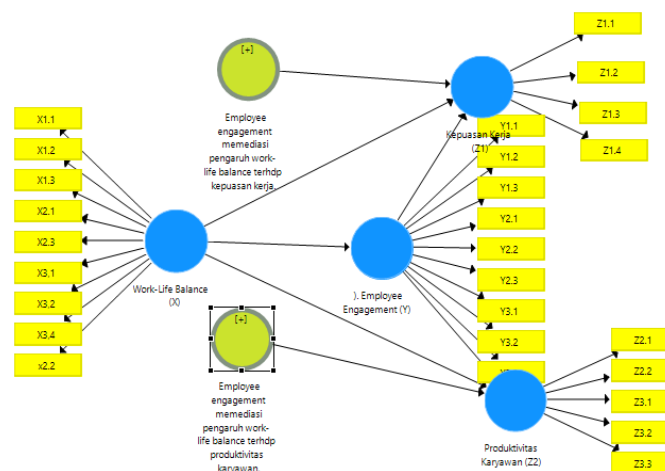 Z1.1
[+]
Z1.2
Z1.3
Z1.4
Employee
engagement
memediasi
pengaruh work-
life balance terhdp
kepuasan kerja
Kepuasan Kerja
(Z1)
X1.1
X1.2
X1.3
X2.1
X2.3
X3.1
X3.2
X3,4
x2.2
Work-Life Balance
(X)
Y1.1
Y1.2
Y1.3
Y2.1
Y2.2
Y2.3
Y3.1
Y3.2
). Employee
Engagement (Y)
[+]
Employee
engagement
memediasi
pengaruh work-
life balance terhdp
produktivitas
karyawan
Z2.1
Z2.2
Z3.1
Z3.2
Z3.3
Produktivitas
Karyawan (Z2)